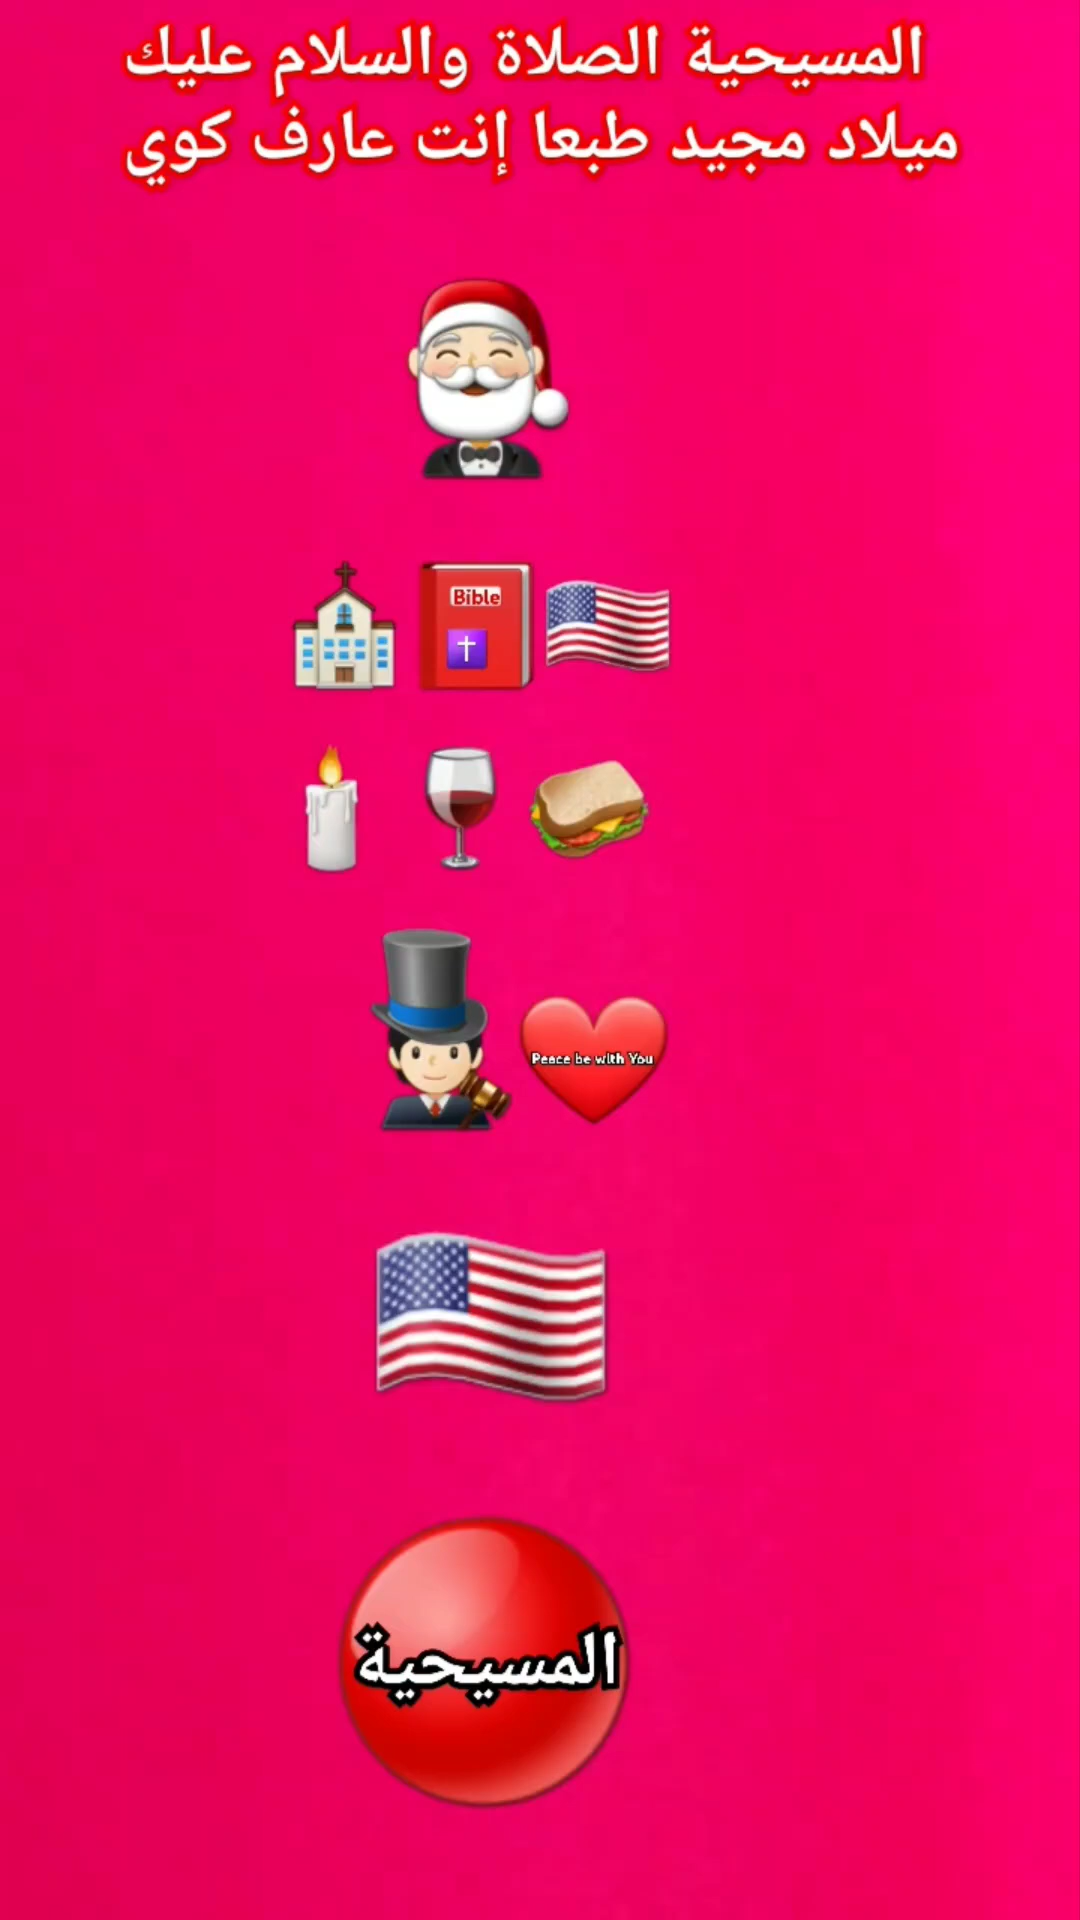 المسيحية الصلاة والسلام عليك
ميلاد مجيد طبعا إنت عارف كوي
Bible
Peace be with You
المسيحية